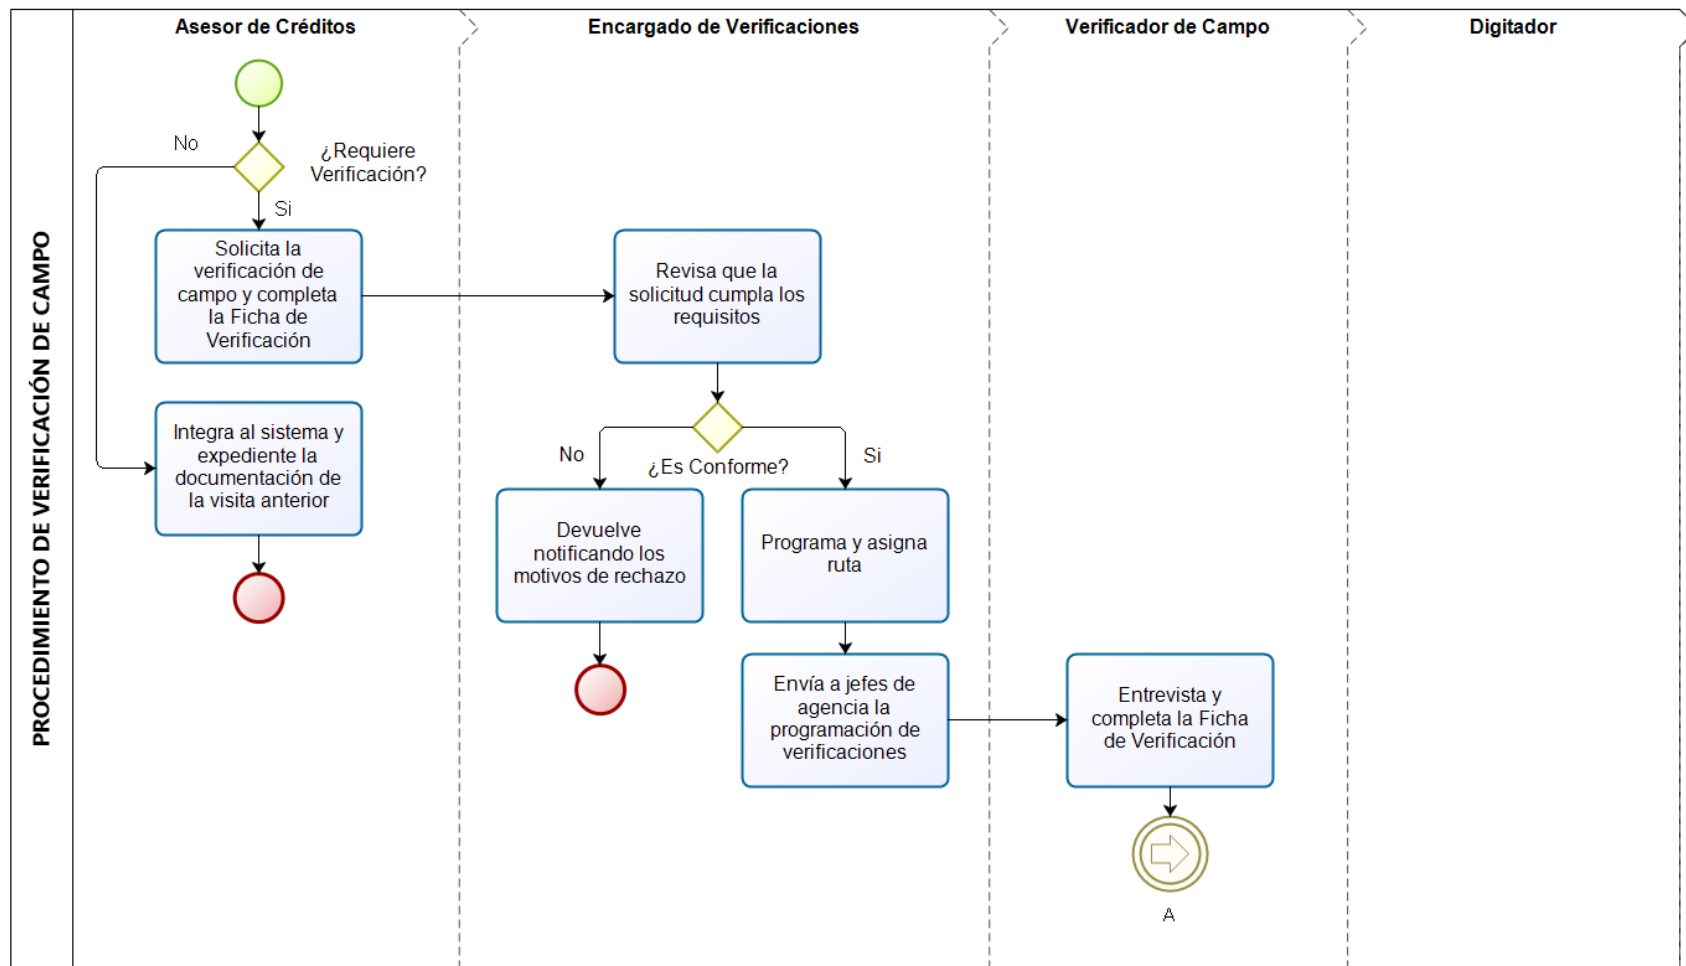 PROCEDIMIENTO DE VERIFICACIÓN DE CAMPO
Asesor de Créditos
Encargado de Verificaciones
Verificador de Campo
Digitador
No
¿Requiere
Verificación?
Si
Solicita la
verificación de
campo y completa
la Ficha de
Verificación
Revisa que la
solicitud cumpla los
requisitos
Integra al sistema y
expediente la
documentación de
la visita anterior
No
¿Es Conforme?
Si
Devuelve
notificando los
motivos de rechazo
Programa y asigna
ruta
Envía a jefes de
agencia la
programación de
verificaciones
Entrevista y
completa la Ficha
de Verificación
A